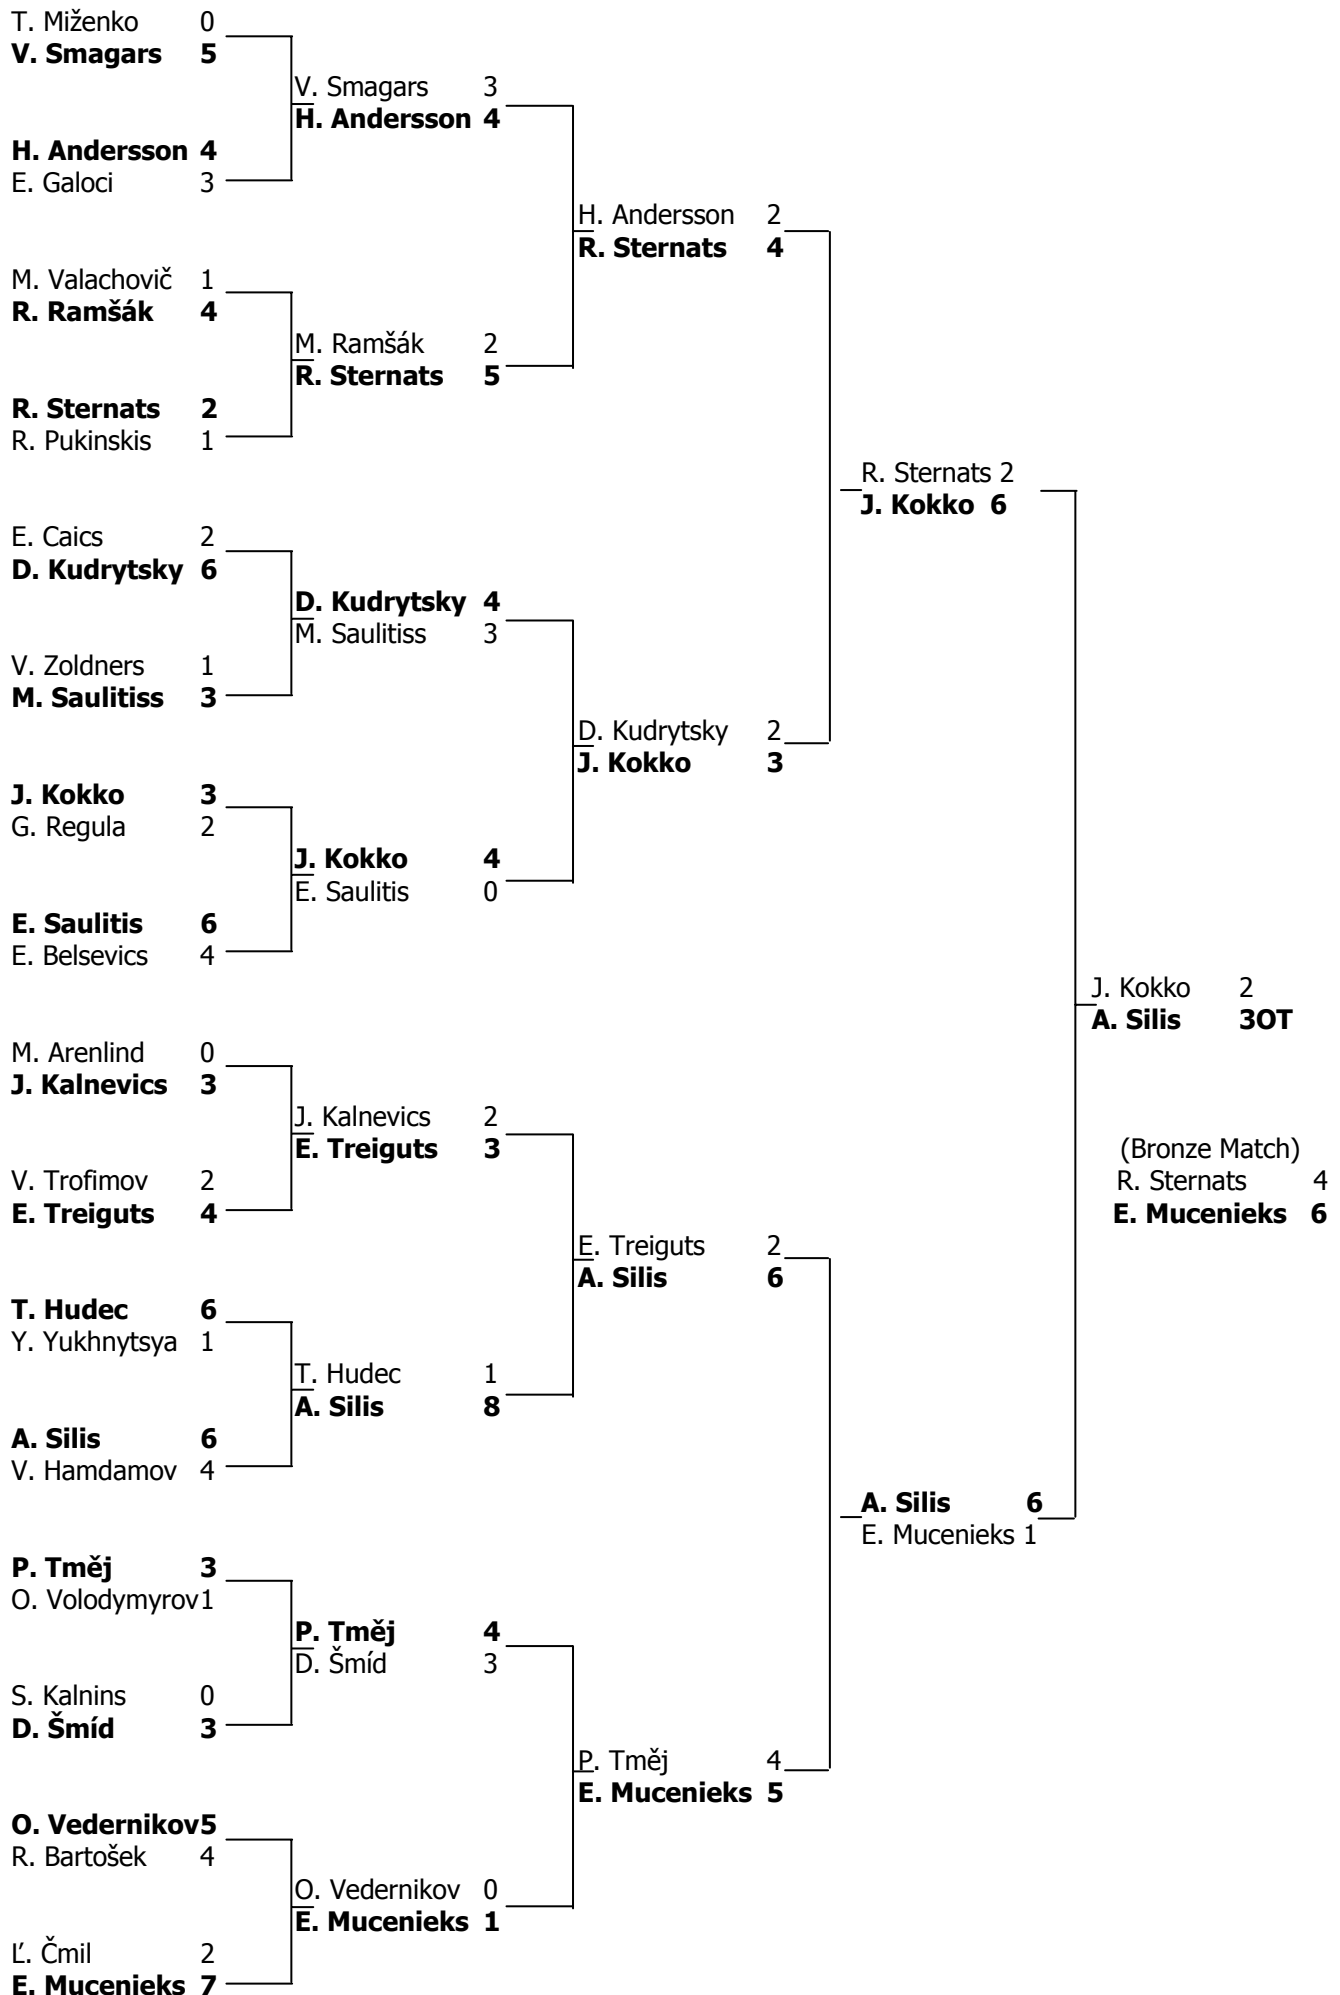 T. Miženko 0
V. Smagars 5
H. Andersson 4
E. Galoci 3
M. Valachovič 1
R. Ramšák 4
R. Sternats 2
R. Pukinskis 1
E. Caics 2
D. Kudrytsky 6
V. Zoldners 1
M. Saulitiss 3
J. Kokko 3
G. Regula 2
E. Saulitis 6
E. Belsevics 4
M. Arenlind 0
J. Kalnevics 3
V. Trofimov 2
E. Treiguts 4
T. Hudec 6
Y. Yukhnytsya 1
A. Silis 6
V. Hamdamov 4
P. Tměj 3
O. Volodymyrov 1
S. Kalnins 0
D. Šmíd 3
O. Vedernikov 5
R. Bartošek 4
Ľ. Čmil 2
E. Mucenieks 7
V. Smagars 3
H. Andersson 4
M. Ramšák 2
R. Sternats 5
D. Kudrytsky 4
M. Saulitiss 3
J. Kokko 4
E. Saulitis 0
J. Kalnevics 2
E. Treiguts 3
T. Hudec 1
A. Silis 8
P. Tměj 4
D. Šmíd 3
O. Vedernikov 0
E. Mucenieks 1
H. Andersson 2
R. Sternats 4
D. Kudrytsky 2
J. Kokko 3
E. Treiguts 2
A. Silis 6
P. Tměj 4
E. Mucenieks 5
R. Sternats 2
J. Kokko 6
A. Silis 6
E. Mucenieks 1
J. Kokko 2
A. Silis 3OT
(Bronze Match)
R. Sternats 4
E. Mucenieks 6